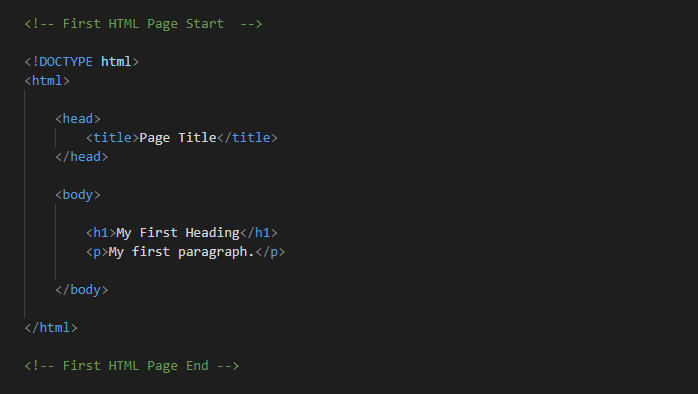 <!-- First HTML Page Start  -->
<!DOCTYPE html>
<html>
<head>
<title>Page Title</title>
</head>
<body>
<h1>My First Heading</h1>
<p>My first paragraph.</p>
</body>
</html>
<!-- First HTML Page End -->